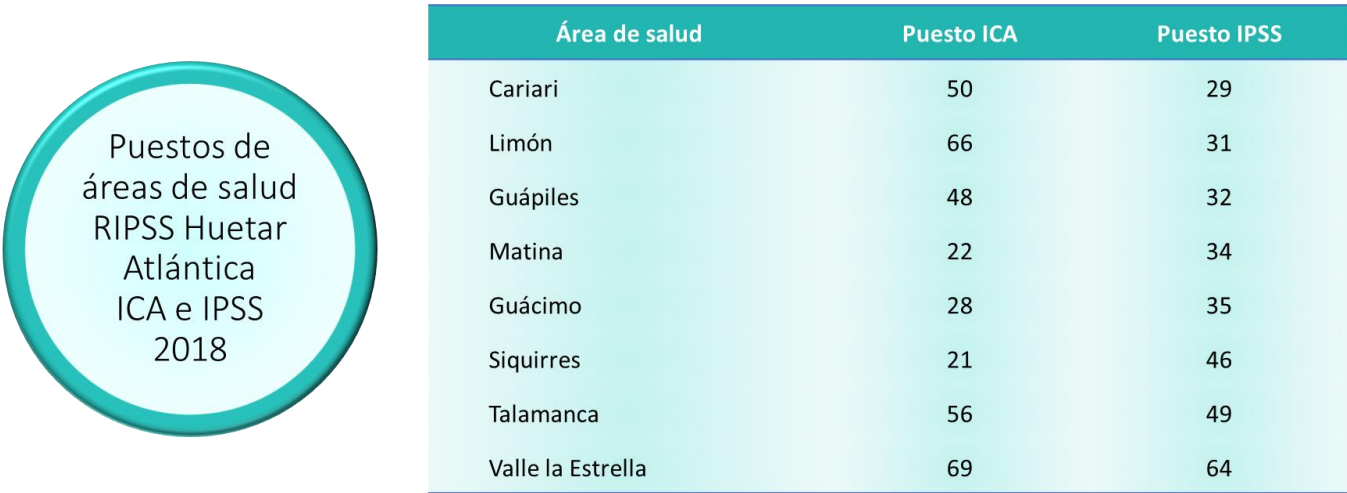 Puestos de
áreas de salud
RIPSS Huetar
Atlántica
ICA e IPSS
2018
Área de salud Puesto ICA Puesto IPSS
Cariari 50 29
Limón 66 31
Guápiles 48 32
Matina 22 34
Guácimo 28 35
Siquirres 21 46
Talamanca 56 49
Valle la Estrella 69 64